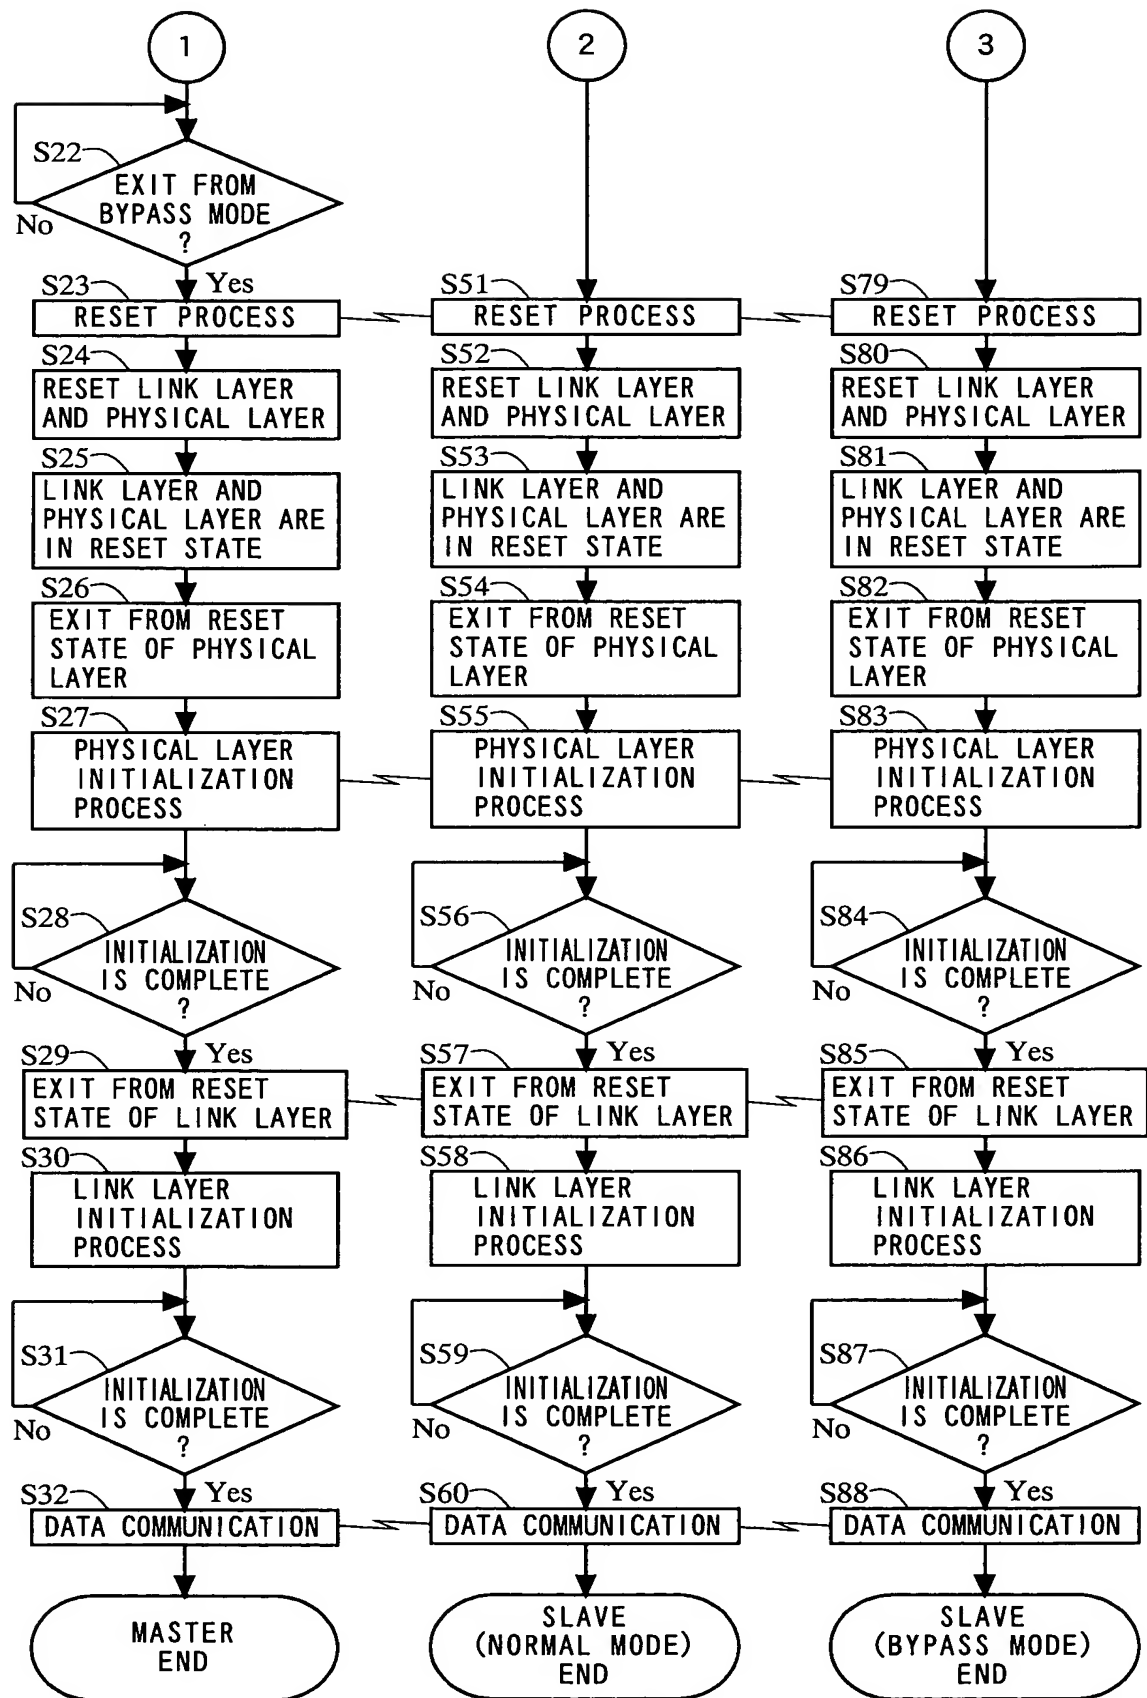 1
2
3
S22
EXIT FROM
BYPASS MODE
?
No
Yes
S23
RESET PROCESS
S24
RESET LINK LAYER
AND PHYSICAL LAYER
S25
LINK LAYER AND
PHYSICAL LAYER ARE
IN RESET STATE
S26
EXIT FROM RESET
STATE OF PHYSICAL
LAYER
S27
PHYSICAL LAYER
INITIALIZATION
PROCESS
S28
INITIALIZATION
IS COMPLETE
?
No
Yes
S29
EXIT FROM RESET
STATE OF LINK LAYER
S30
LINK LAYER
INITIALIZATION
PROCESS
S31
INITIALIZATION
IS COMPLETE
?
No
Yes
S32
DATA COMMUNICATION
MASTER
END
S51
RESET PROCESS
S52
RESET LINK LAYER
AND PHYSICAL LAYER
S53
LINK LAYER AND
PHYSICAL LAYER ARE
IN RESET STATE
S54
EXIT FROM RESET
STATE OF PHYSICAL
LAYER
S55
PHYSICAL LAYER
INITIALIZATION
PROCESS
S56
INITIALIZATION
IS COMPLETE
?
No
Yes
S57
EXIT FROM RESET
STATE OF LINK LAYER
S58
LINK LAYER
INITIALIZATION
PROCESS
S59
INITIALIZATION
IS COMPLETE
?
No
Yes
S60
DATA COMMUNICATION
SLAVE
(NORMAL MODE)
END
S79
RESET PROCESS
S80
RESET LINK LAYER
AND PHYSICAL LAYER
S81
LINK LAYER AND
PHYSICAL LAYER ARE
IN RESET STATE
S82
EXIT FROM RESET
STATE OF PHYSICAL
LAYER
S83
PHYSICAL LAYER
INITIALIZATION
PROCESS
S84
INITIALIZATION
IS COMPLETE
?
No
Yes
S85
EXIT FROM RESET
STATE OF LINK LAYER
S86
LINK LAYER
INITIALIZATION
PROCESS
S87
INITIALIZATION
IS COMPLETE
?
No
Yes
S88
DATA COMMUNICATION
SLAVE
(BYPASS MODE)
END